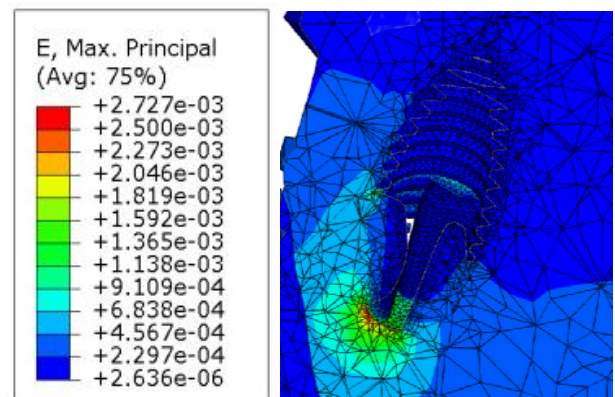 E, Max. Principal
(Avg: 75%)
+2.727e-03
+2.500e-03
+2.273e-03
+2.046e-03
+1.819e-03
+1.592e-03
+1.365e-03
+1.138e-03
+9.109e-04
+6.838e-04
+4.567e-04
+2.297e-04
+2.636e-06